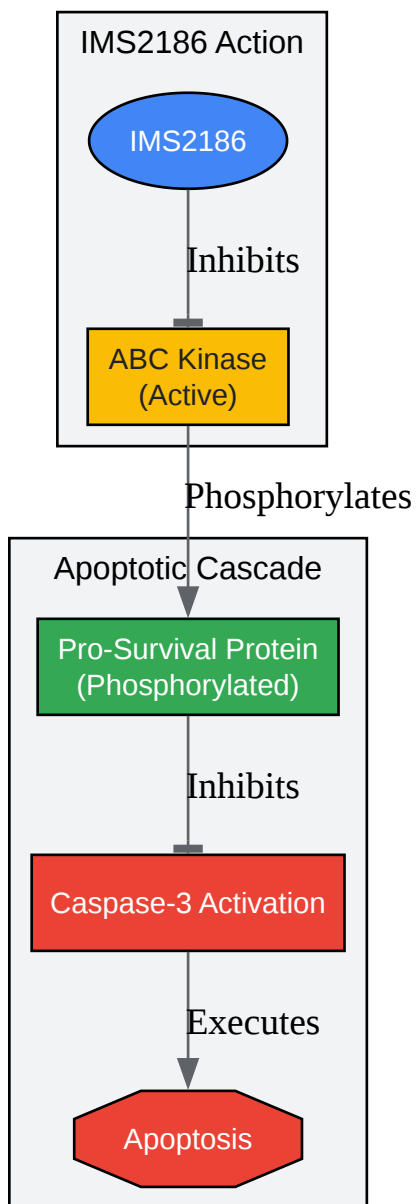 IMS2186 Action
IMS2186
Inhibits
ABC Kinase
(Active)
Phosphorylates
Apoptotic Cascade
Pro-Survival Protein
(Phosphorylated)
Inhibits
Caspase-3 Activation
Executes
Apoptosis